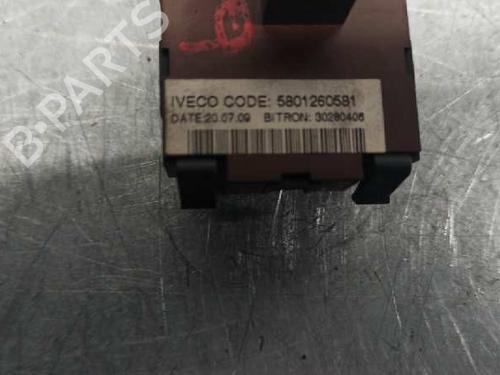 B-PARTS
IVECO CODE: 5801260581
DATE:20.07.09 BITRON: 30280406